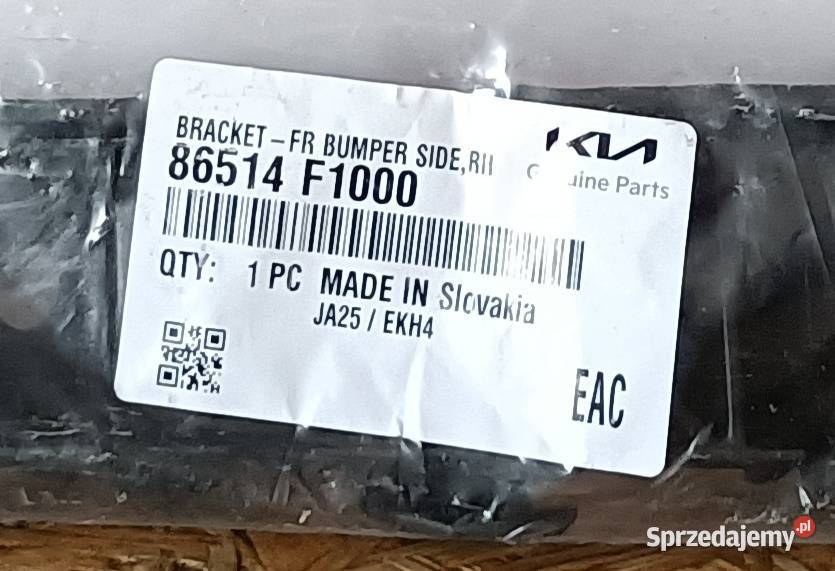 BRACKET-FR BUMPER SIDE,RH
KIA
86514 F1000
Genuine Parts
QTY: 1 PC MADE IN Slovakia
JA25 / EKH4
EAC
Sprzedajemy.pl